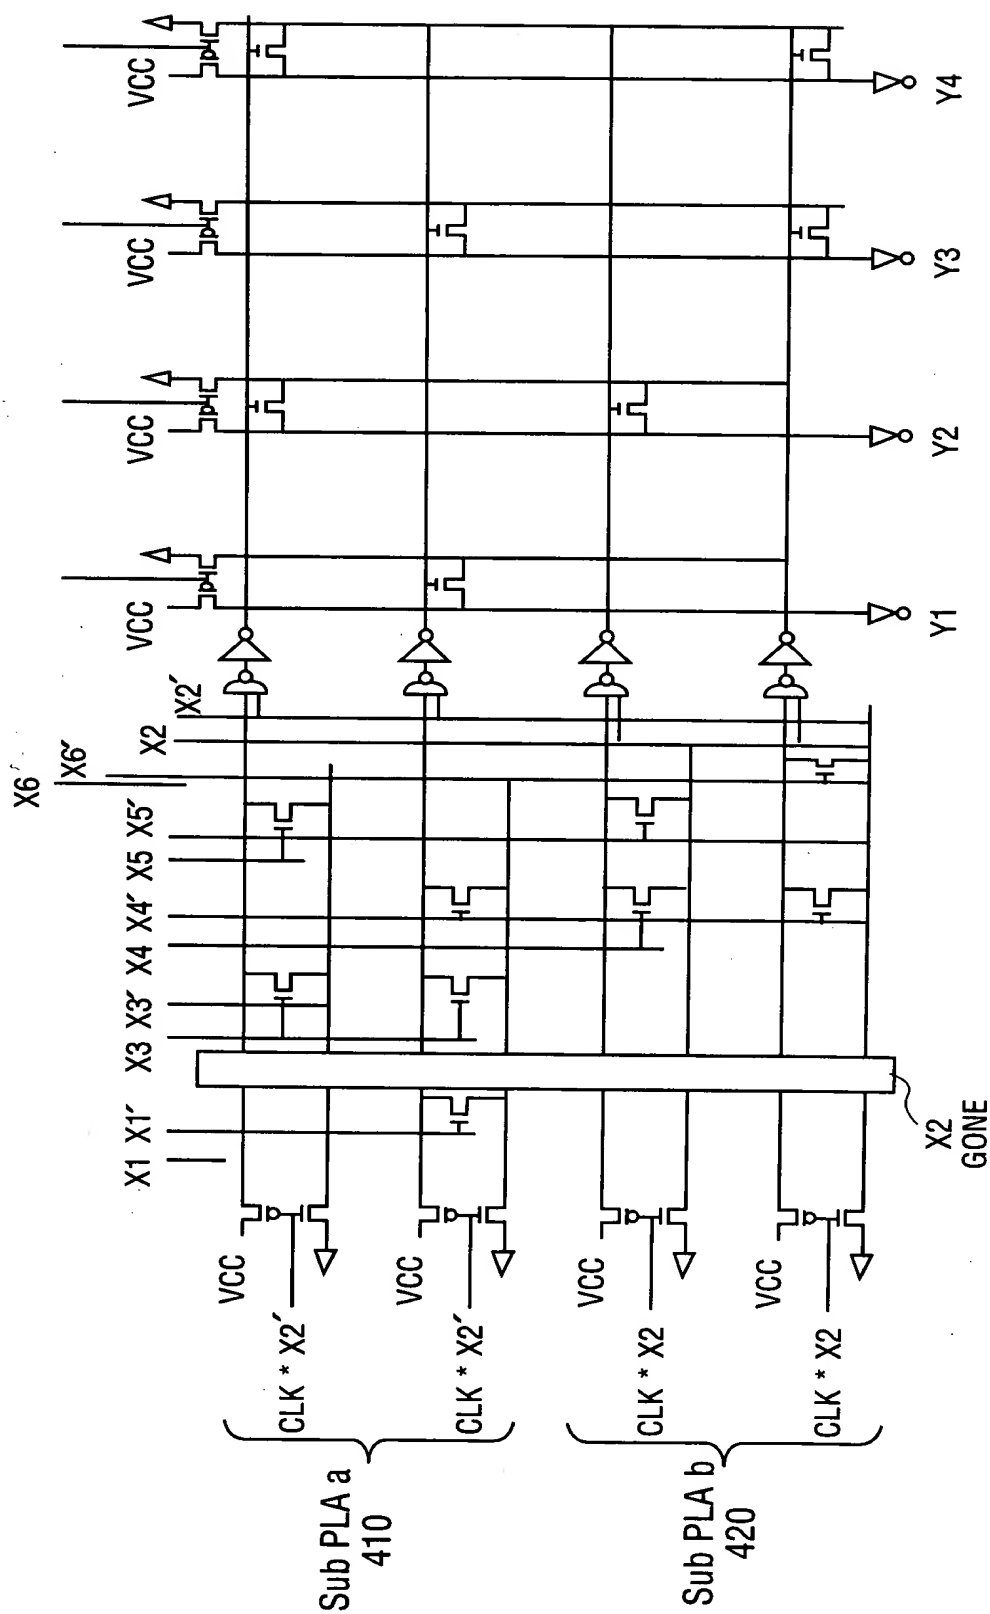 Sub PLA a
410
Sub PLA b
420
CLK * X2´
CLK * X2´
CLK * X2
CLK * X2
VCC
VCC
VCC
VCC
X1
X1´
X3
X3´
X4
X4´
X5
X5´
X6´
X6´
X2
X2´
X2
GONE
VCC
VCC
VCC
VCC
Y1
Y2
Y3
Y4